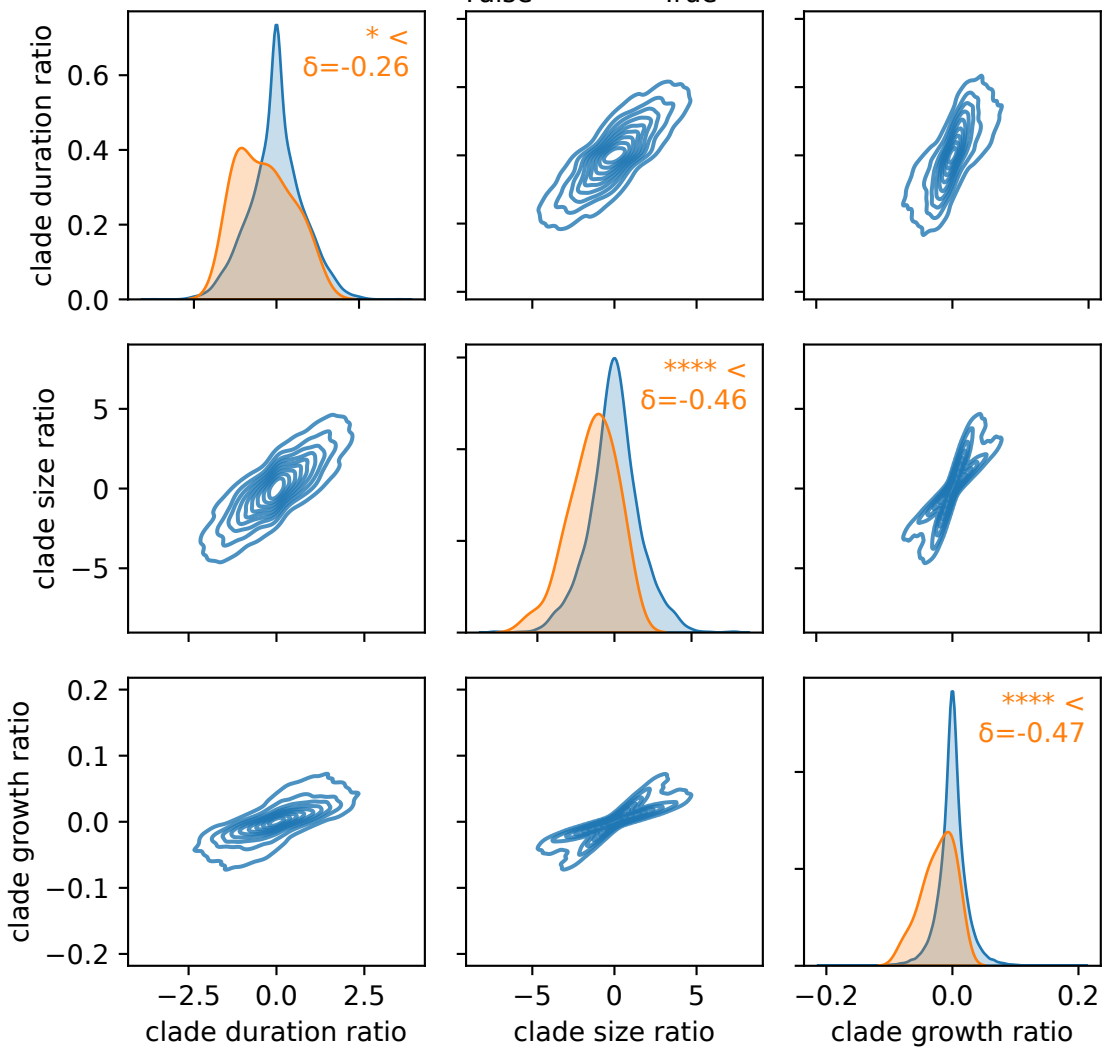 True
clade duration ratio
0.6
0.4
0.2
0.0
* <
δ=-0.26
clade size ratio
5
0
−5
**** <
δ=-0.46
clade growth ratio
0.2
0.1
0.0
−0.1
−0.2
**** <
δ=-0.47
−2.5 0.0 2.5
−5 0 5
−0.2 0.0 0.2
clade duration ratio
clade size ratio
clade growth ratio